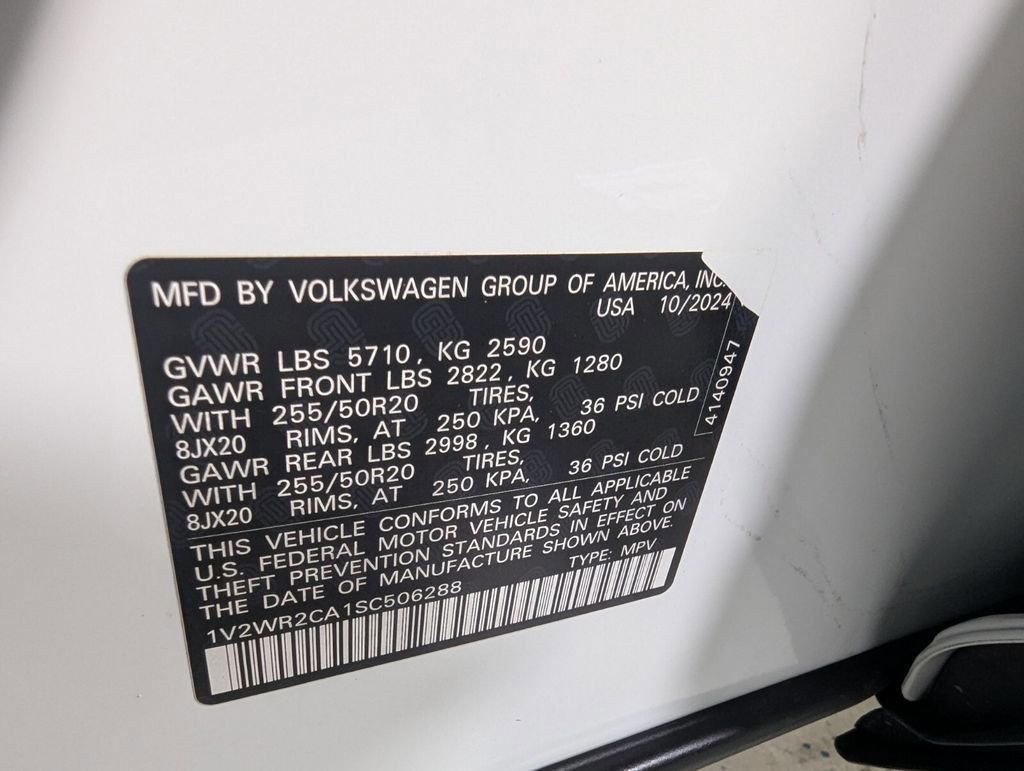 MFD BY VOLKSWAGEN GROUP OF AMERICA, INC.
USA 10/2024
GVWR LBS 5710, KG 2590
GAWR FRONT LBS 2822, KG 1280
WITH 255/50R20 TIRES,
8JX20 RIMS, AT 250 KPA, 36 PSI COLD
GAWR REAR LBS 2998, KG 1360
WITH 255/50R20 TIRES,
8JX20 RIMS, AT 250 KPA, 36 PSI COLD
4140947
THIS VEHICLE CONFORMS TO ALL APPLICABLE
U.S. FEDERAL MOTOR VEHICLE SAFETY AND
THEFT PREVENTION STANDARDS IN EFFECT ON
THE DATE OF MANUFACTURE SHOWN ABOVE.
1V2WR2CA1SC506288 TYPE: MPV